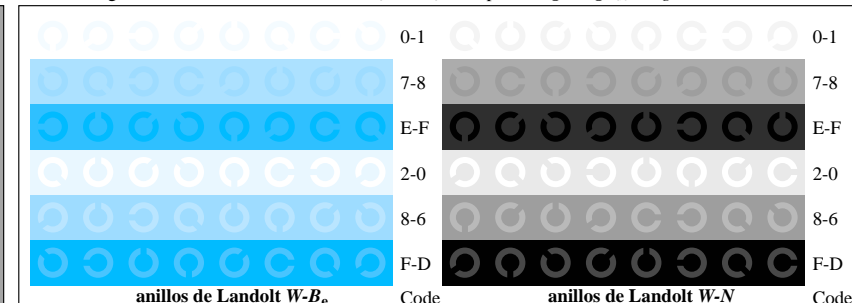 0-1
7-8
E-F
2-0
8-6
F-D
anillos de Landolt W-Be
Code
0-1
7-8
E-F
2-0
8-6
F-D
anillos de Landolt W-N
Code